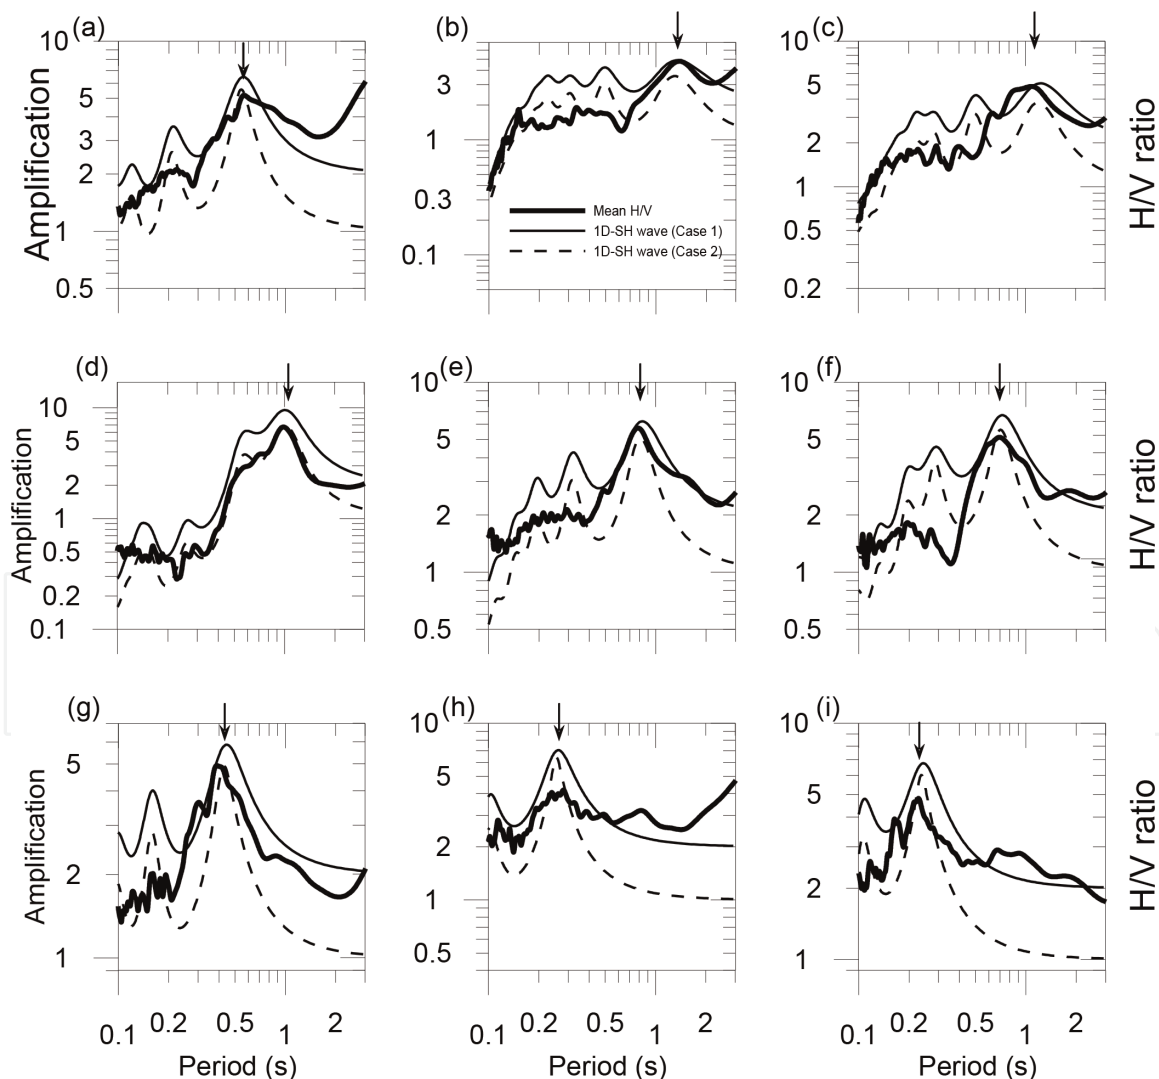 (a)
10
5
3
2
1
0.5
Amplification
(b)
3
1
0.3
0.1
Mean H/V
1D-SH wave (Case 1)
1D-SH wave (Case 2)
(c)
10
5
2
1
0.5
0.2
H/V ratio
(d)
10
5
2
1
0.5
0.2
0.1
Amplification
(e)
10
5
2
1
0.5
(f)
10
5
2
1
0.5
H/V ratio
(g)
5
2
1
Amplification
0.1 0.2 0.5 1 2
Period (s)
(h)
10
5
2
1
0.5
0.1 0.2 0.5 1 2
Period (s)
(i)
10
5
2
1
H/V ratio
0.1 0.2 0.5 1 2
Period (s)